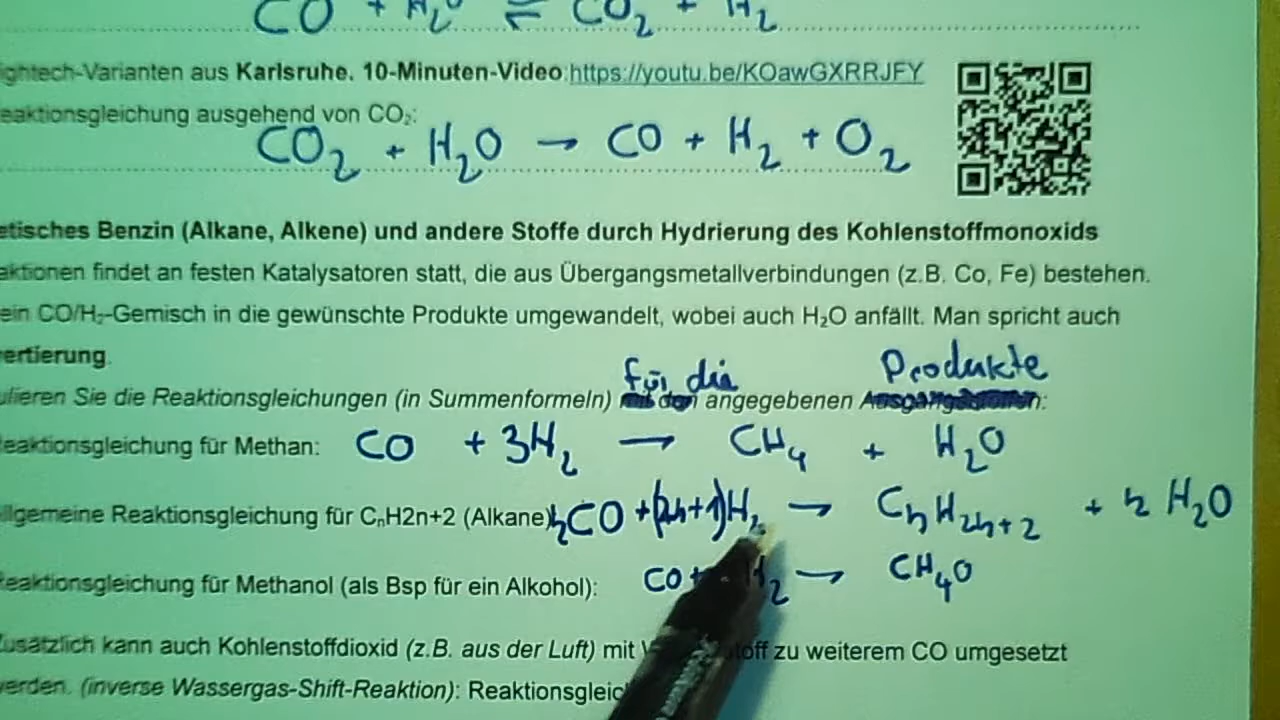 CO + H₂O ⇌ CO₂ + H₂
ightech-Varianten aus Karlsruhe. 10-Minuten-Video:https://youtu.be/KOawGXRRJFY
eaktionsgleichung ausgehend von CO₂:
CO₂ + H₂O → CO + H₂ + O₂
etisches Benzin (Alkane, Alkene) und andere Stoffe durch Hydrierung des Kohlenstoffmonoxids
aktionen findet an festen Katalysatoren statt, die aus Übergangsmetallverbindungen (z.B. Co, Fe) bestehen.
ein CO/H₂-Gemisch in die gewünschte Produkte umgewandelt, wobei auch H₂O anfällt. Man spricht auch
ertierung.
für die Produkte
ulieren Sie die Reaktionsgleichungen (in Summenformeln) angegebenen
eaktionsgleichung für Methan: CO + 3H₂ → CH₄ + H₂O
llgemeine Reaktionsgleichung für CₙH2n+2 (Alkane) nCO + (2n+1)H₂ → CₙH₂ₙ₊₂ + n H₂O
Reaktionsgleichung für Methanol (als Bsp für ein Alkohol): CO + H₂ → CH₄O
Zusätzlich kann auch Kohlenstoffdioxid (z.B. aus der Luft) mit toff zu weiterem CO umgesetzt
werden. (inverse Wassergas-Shift-Reaktion): Reaktionsgleic